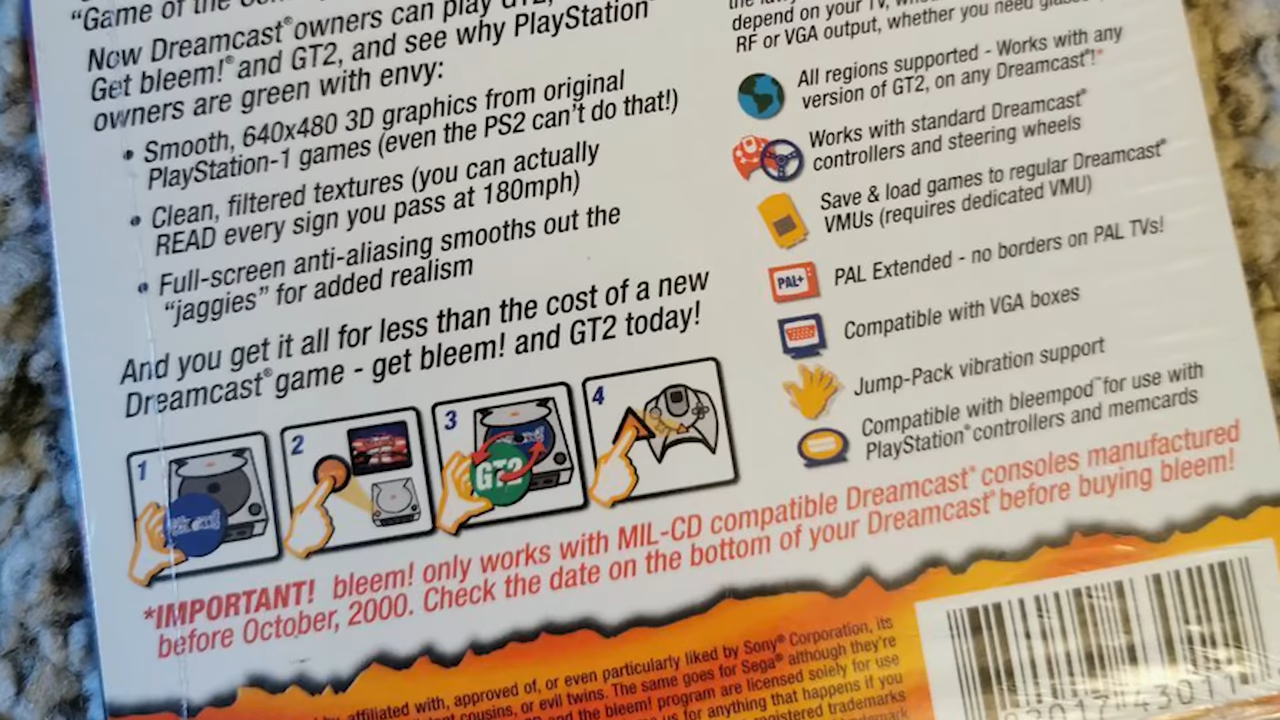 "Game of the
Now Dreamcast® owners can play GT2,
Get bleem!® and GT2, and see why PlayStation®
owners are green with envy:
• Smooth, 640x480 3D graphics from original
PlayStation-1 games (even the PS2 can't do that!)
• Clean, filtered textures (you can actually
READ every sign you pass at 180mph)
• Full-screen anti-aliasing smooths out the
"jaggies" for added realism
And you get it all for less than the cost of a new
Dreamcast® game - get bleem! and GT2 today!
1
2
3
GT2
4
depend on your TV,
RF or VGA output, whether you need
All regions supported - Works with any
version of GT2, on any Dreamcast®!*
Works with standard Dreamcast®
controllers and steering wheels
Save & load games to regular Dreamcast®
VMUs (requires dedicated VMU)
PAL+
PAL Extended - no borders on PAL TVs!
Compatible with VGA boxes
Jump-Pack vibration support
Compatible with bleempod™ for use with
PlayStation® controllers and memcards
*IMPORTANT! bleem! only works with MIL-CD compatible Dreamcast® consoles manufactured
before October, 2000. Check the date on the bottom of your Dreamcast® before buying bleem!
affiliated with, approved of, or even particularly liked by Sony® Corporation, its
cousins, or evil twins. The same goes for Sega® although they're
and the bleem! program are licensed solely for use
us for anything that happens if you
registered trademarks